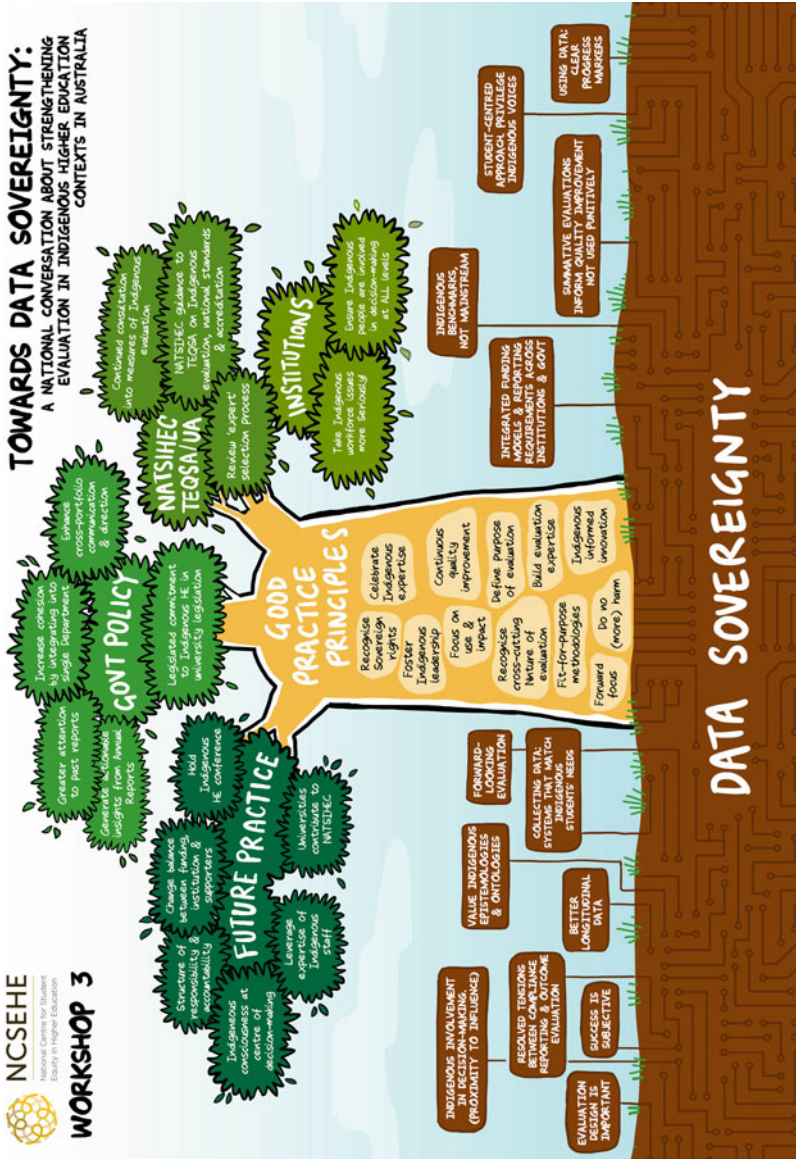 NCSEHE
National Centre for Student
Equity in Higher Education
WORKSHOP 3
TOWARDS DATA SOVEREIGNTY:
A NATIONAL CONVERSATION ABOUT STRENGTHENING
EVALUATION IN INDIGENOUS HIGHER EDUCATION
CONTEXTS IN AUSTRALIA
FUTURE PRACTICE
Structure of
responsibility &
accountability
Change balance
between funding,
institution &
supporters
Hold
Indigenous
HE conference
Indigeneous
consciousness at
centre of
decision-making
Leverage
expertise of
Indigenous
staff
Universities
contribute to
NATSIHEC
GOVT POLICY
Greater attention
to past reports
Generate actionable
insights from Annual
Reports
Increase cohesion
by integrating into
single Department
Enhance
cross-portfolio
communication
& direction
Legislated commitment
to Indigenous HE in
university legislation
NATSIHEC
TEQSA/UA
Continued consultation
into measures of Indigenous
evaluation
NATSIHEC guidance to
TEQSA on Indigenous
evaluation, national standards
& accreditation
Review 'expert'
selection process
INSTITUTIONS
Take Indigenous
workforce issues
more seriously!
Ensure Indigenous
people are involved
in decision-making
at ALL levels
GOOD
PRACTICE
PRINCIPLES
Recognise
Sovereign
rights
Celebrate
Indigenous
expertise
Foster
Indigenous
leadership
Focus on
use &
impact
Continuous
quality
improvement
Recognise
cross-cutting
Nature of
evaluation
Define Purpose
of evaluation
Fit-for-purpose
methodologies
Build evaluation
expertise
Forward
focus
Do no
(more) harm
Indigenous
informed
innovation
INDIGENOUS INVOLVEMENT
IN DECISION-MAKING,
(PROXIMITY TO INFLUENCE)
RESOLVED TENSIONS
BETWEEN COMPLIANCE
REPORTING & OUTCOME
EVALUATION
EVALUATION
DESIGN IS
IMPORTANT
SUCCESS IS
SUBJECTIVE
VALUE INDIGENOUS
EPISTEMOLOGIES
& ONTOLOGIES
BETTER
LONGITUDINAL
DATA
FORWARD-
LOOKING
EVALUATION
COLLECTING DATA:
SYSTEMS THAT MATCH
INDIGENOUS
STUDENTS' NEEDS
INDIGENOUS
BENCHMARKS,
NOT MAINSTREAM
INTEGRATED FUNDING
MODELS & REPORTING
REQUIREMENTS ACROSS
INSTITUTIONS & GOVT
STUDENT-CENTRED
APPROACH, PRIVILEGE
INDIGENOUS VOICES
SUMMATIVE EVALUATIONS
INFORM QUALITY IMPROVEMENT
NOT USED PUNITIVELY
USING DATA:
CLEAR
PROGRESS
MARKERS
DATA SOVEREIGNTY